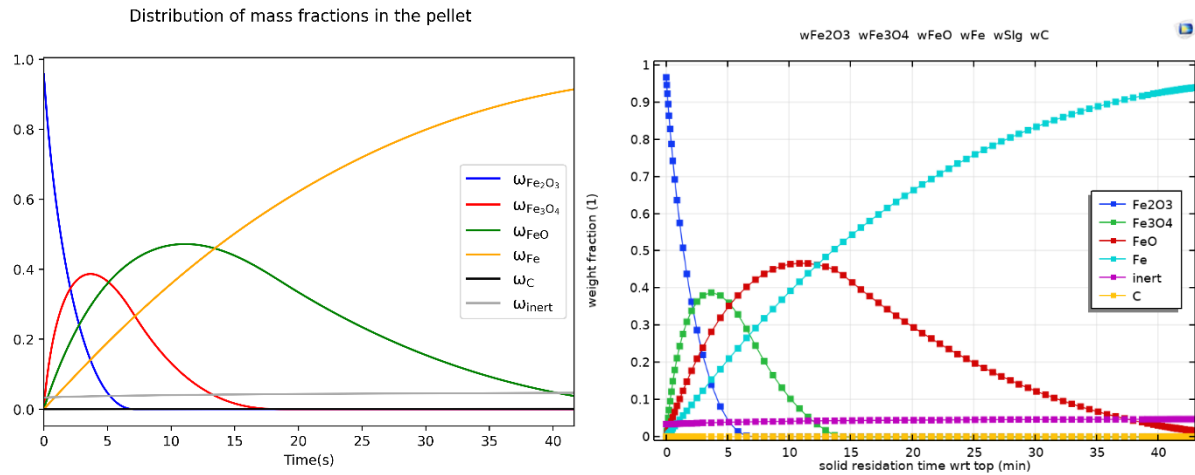 Distribution of mass fractions in the pellet
1.0
0.8
0.6
0.4
0.2
0.0
0
5
10
15
20
25
30
35
40
Time(s)
ωFe₂O₃
ωFe₃O₄
ωFeO
ωFe
ωC
ωinert
wFe2O3 wFe3O4 wFeO wFe wSlg wC
weight fraction (1)
1
0.9
0.8
0.7
0.6
0.5
0.4
0.3
0.2
0.1
0
0
5
10
15
20
25
30
35
40
solid residation time wrt top (min)
Fe2O3
Fe3O4
FeO
Fe
inert
C